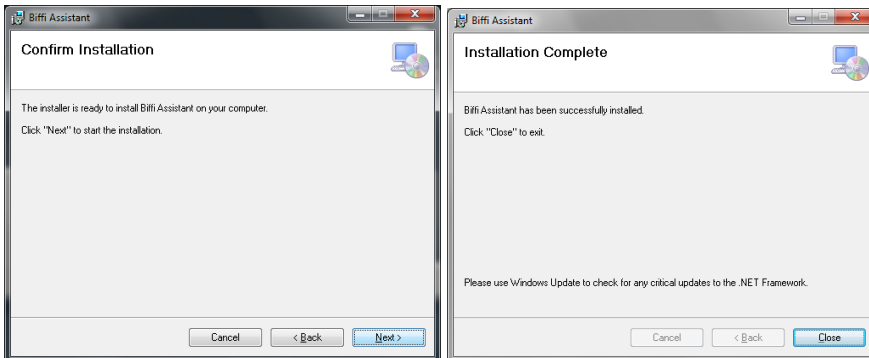 Biffi Assistant
Confirm Installation
The installer is ready to install Biffi Assistant on your computer.
Click "Next" to start the installation.
Cancel
< Back
Next >
Biffi Assistant
Installation Complete
Biffi Assistant has been successfully installed.
Click "Close" to exit.
Please use Windows Update to check for any critical updates to the .NET Framework.
Cancel
< Back
Close